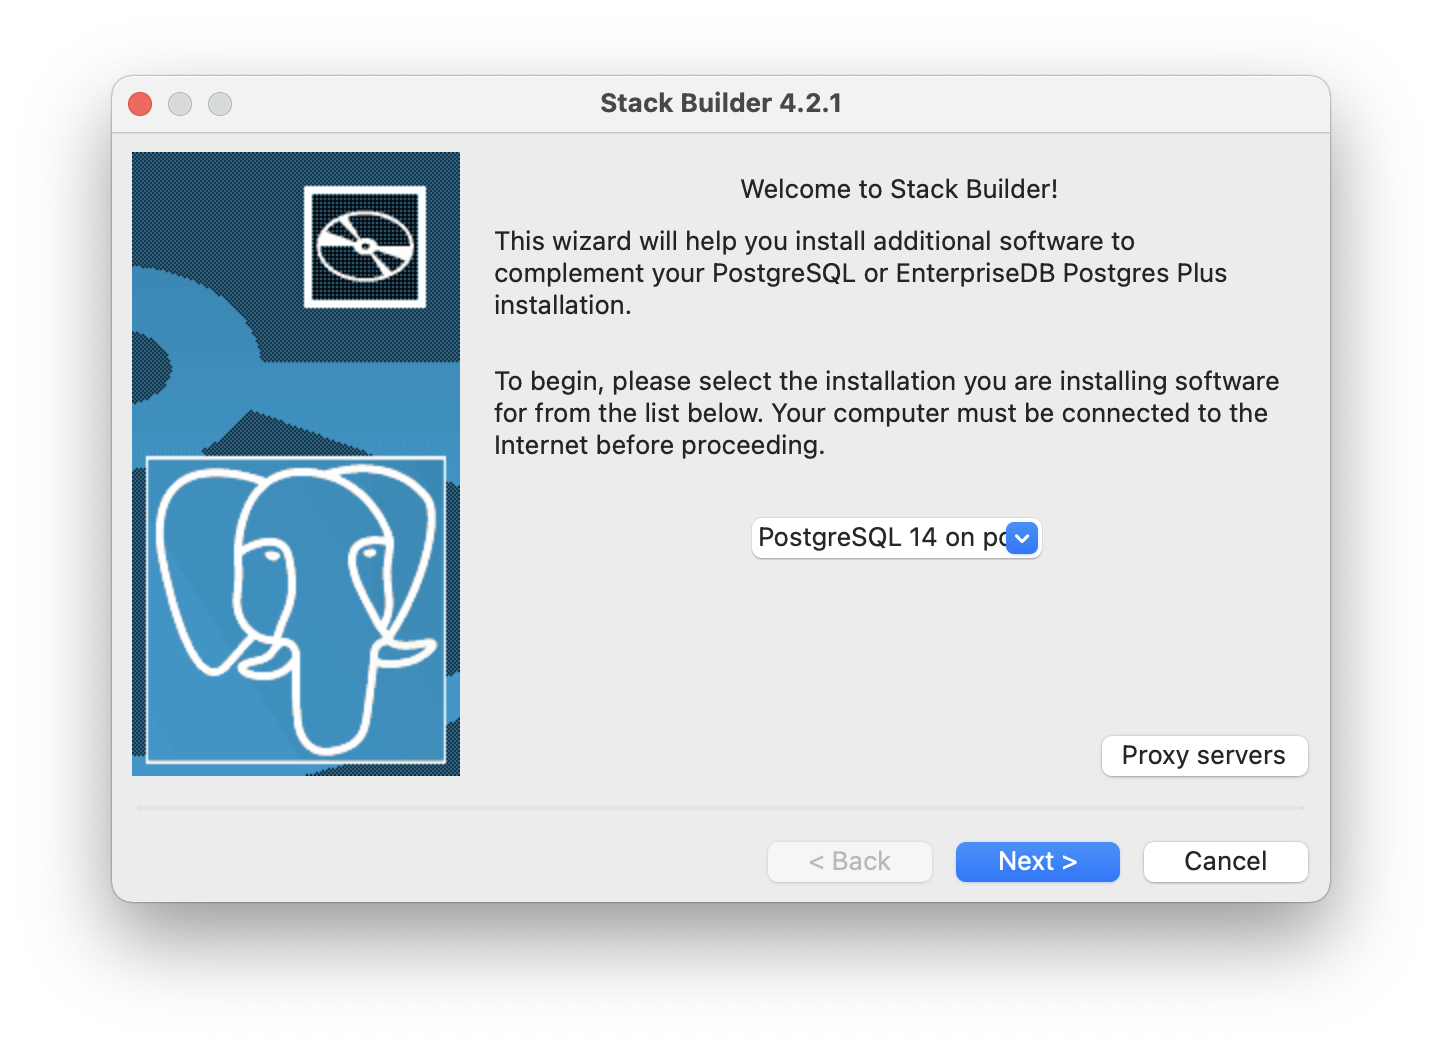 Stack Builder 4.2.1
Welcome to Stack Builder!
This wizard will help you install additional software to
complement your PostgreSQL or EnterpriseDB Postgres Plus
installation.
To begin, please select the installation you are installing software
for from the list below. Your computer must be connected to the
Internet before proceeding.
PostgreSQL 14 on
Proxy servers
< Back
Next >
Cancel